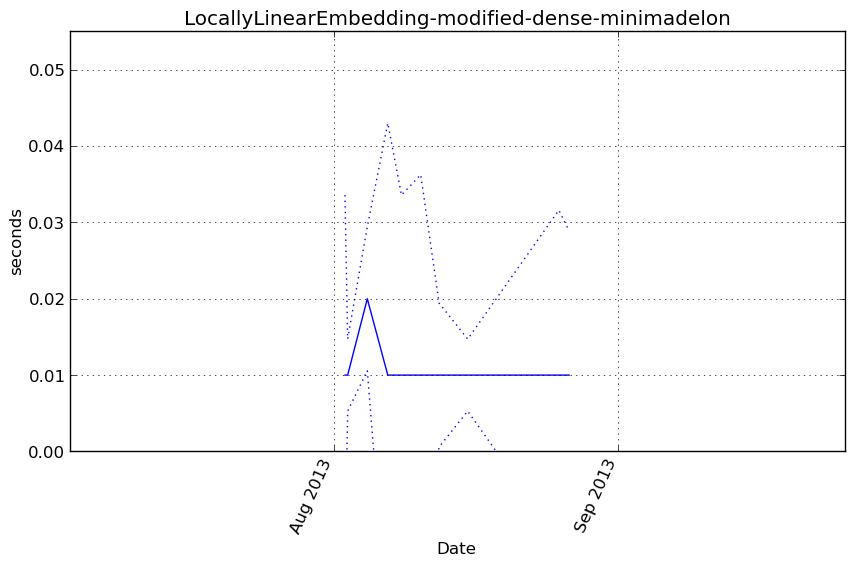 LocallyLinearEmbedding-modified-dense-minimadelon
0.05
0.04
0.03
0.02
0.01
0.00
seconds
Aug 2013
Sep 2013
Date